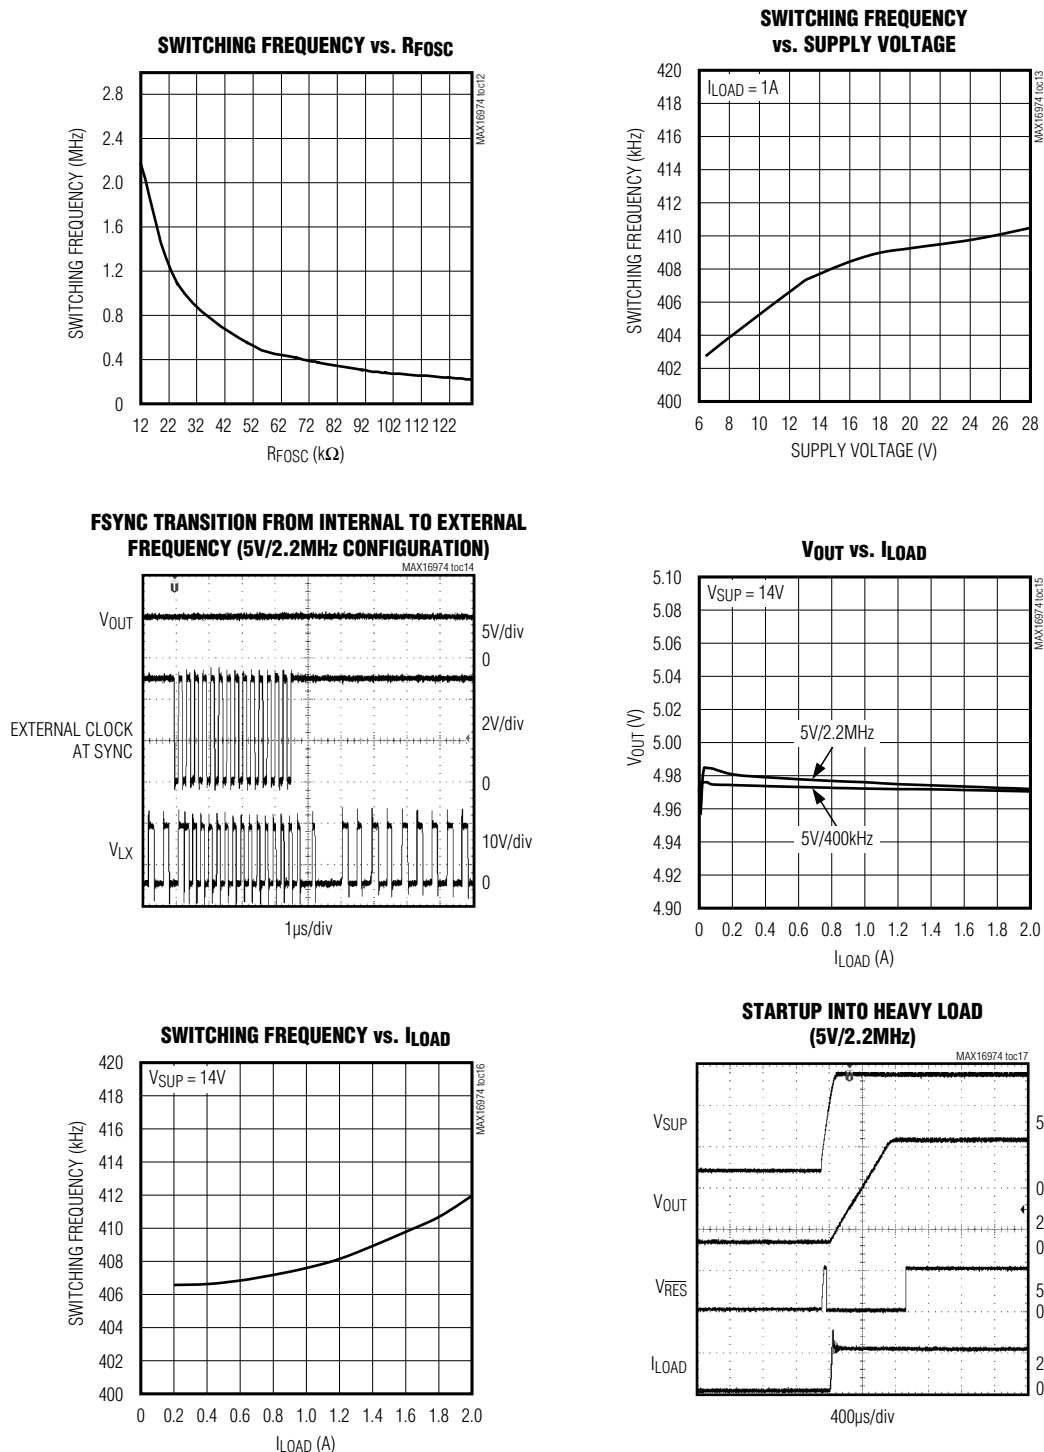 SWITCHING FREQUENCY vs. RFOSC
MAX16974 toc12
SWITCHING FREQUENCY (MHz)
2.8
2.4
2.0
1.6
1.2
0.8
0.4
0
12 22 32 42 52 62 72 82 92 102 112 122
RFOSC (kΩ)
SWITCHING FREQUENCY
vs. SUPPLY VOLTAGE
MAX16974 toc13
ILOAD = 1A
SWITCHING FREQUENCY (kHz)
420
418
416
414
412
410
408
406
404
402
400
6 8 10 12 14 16 18 20 22 24 26 28
SUPPLY VOLTAGE (V)
FSYNC TRANSITION FROM INTERNAL TO EXTERNAL
FREQUENCY (5V/2.2MHz CONFIGURATION)
MAX16974 toc14
VOUT
5V/div
0
EXTERNAL CLOCK
AT SYNC
2V/div
0
VLX
10V/div
0
1µs/div
VOUT vs. ILOAD
MAX16974 toc15
VSUP = 14V
VOUT (V)
5.10
5.08
5.06
5.04
5.02
5.00
4.98
4.96
4.94
4.92
4.90
5V/2.2MHz
5V/400kHz
0 0.2 0.4 0.6 0.8 1.0 1.2 1.4 1.6 1.8 2.0
ILOAD (A)
SWITCHING FREQUENCY vs. ILOAD
MAX16974 toc16
VSUP = 14V
SWITCHING FREQUENCY (kHz)
420
418
416
414
412
410
408
406
404
402
400
0 0.2 0.4 0.6 0.8 1.0 1.2 1.4 1.6 1.8 2.0
ILOAD (A)
STARTUP INTO HEAVY LOAD
(5V/2.2MHz)
MAX16974 toc17
VSUP
5
0
VOUT
2
0
VRES
5
0
ILOAD
2
0
400µs/div